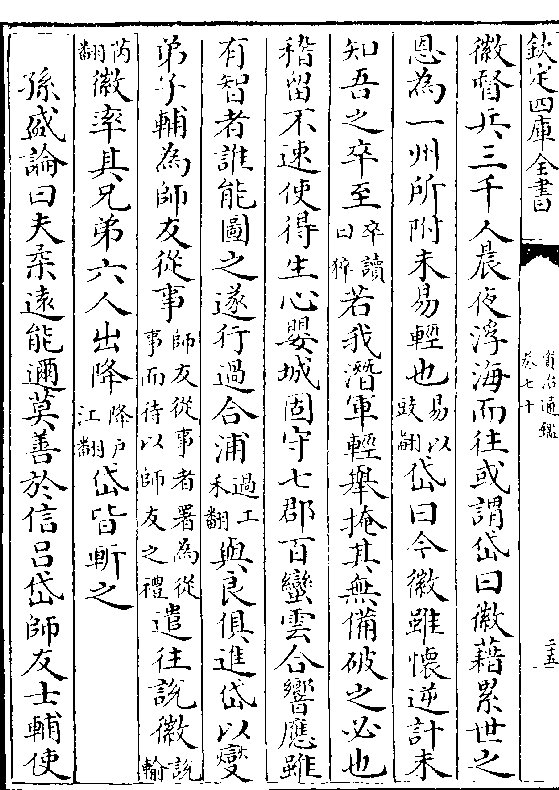 欽定四庫全書
資治通鑑
卷七十
二五
徽督兵三千人晨夜浮海而往或謂岱曰徽藉累世之
恩為一州所附未易輕也易以豉翻岱曰今徽雖懷逆計未
知吾之卒至卒讀曰猝若我潛軍輕舉掩其無備破之必也
稽留不速使得生心嬰城固守七郡百蠻雲合響應雖
有智者誰能圖之遂行過合浦過工禾翻與良俱進岱以燮
弟子輔為師友從事師友從事者署為從事而待以師友之禮遣往說徽說輸
芮翻徽率其兄弟六人出降降戶江翻岱皆斬之
孫盛論曰夫柔遠能邇莫善於信呂岱師友士輔使